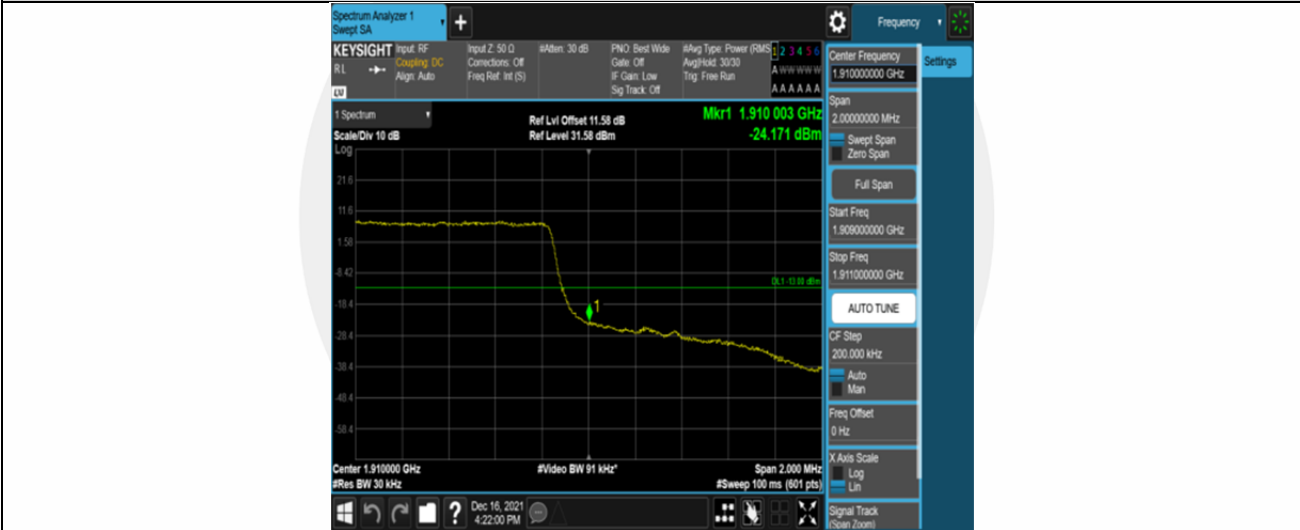 Spectrum Analyzer 1
Swept SA
Frequency
Settings
KEYSIGHT
RL
Input: RF
Coupling: DC
Align: Auto
Input Z: 50 Ω
Corrections: Off
Freq Ref: Int (S)
#Atten: 30 dB
PNO: Best Wide
Gate: Off
IF Gain: Low
Sig Track: Off
#Avg Type: Power (RMS
Avg|Hold: 30/30
Trig: Free Run
1 2 3 4 5 6
A W W W W W
A A A A A A
1 Spectrum
Scale/Div 10 dB
Ref Lvl Offset 11.58 dB
Ref Level 31.58 dBm
Mkr1 1.910 003 GHz
-24.171 dBm
Log
21.6
11.6
1.58
-8.42
-18.4
-28.4
-38.4
-48.4
-58.4
DL1 -13.00 dBm
1
Center 1.910000 GHz
#Res BW 30 kHz
#Video BW 91 kHz*
Span 2.000 MHz
#Sweep 100 ms (601 pts)
Center Frequency
1.910000000 GHz
Span
2.00000000 MHz
Swept Span
Zero Span
Full Span
Start Freq
1.909000000 GHz
Stop Freq
1.911000000 GHz
AUTO TUNE
CF Step
200.000 kHz
Auto
Man
Freq Offset
0 Hz
X Axis Scale
Log
Lin
Signal Track
(Span Zoom)
?
Dec 16, 2021
4:22:00 PM